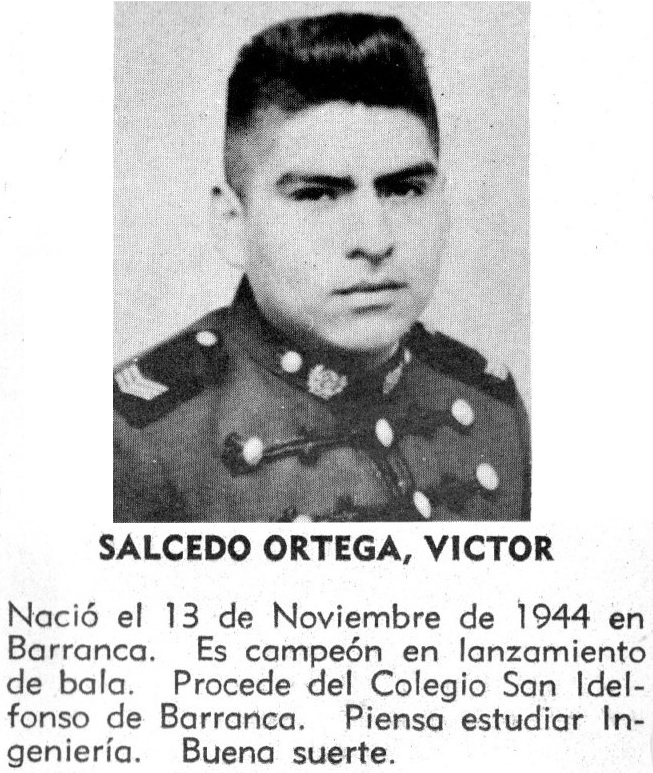 SALCEDO ORTEGA, VICTOR
Nació el 13 de Noviembre de 1944 en
Barranca. Es campeón en lanzamiento
de bala. Procede del Colegio San Idel-
fonso de Barranca. Piensa estudiar In-
geniería. Buena suerte.